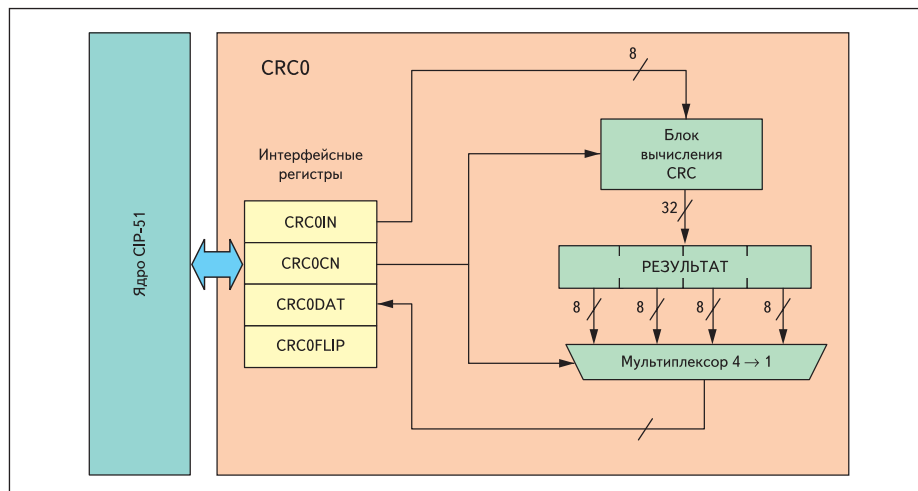 CRC0
8
Блок
вычисления
CRC
Интерфейсные
регистры
Ядро CIP-51
CRC0IN
CRC0CN
CRC0DAT
CRC0FLIP
32
РЕЗУЛЬТАТ
8 8 8 8
Мультиплексор 4 → 1